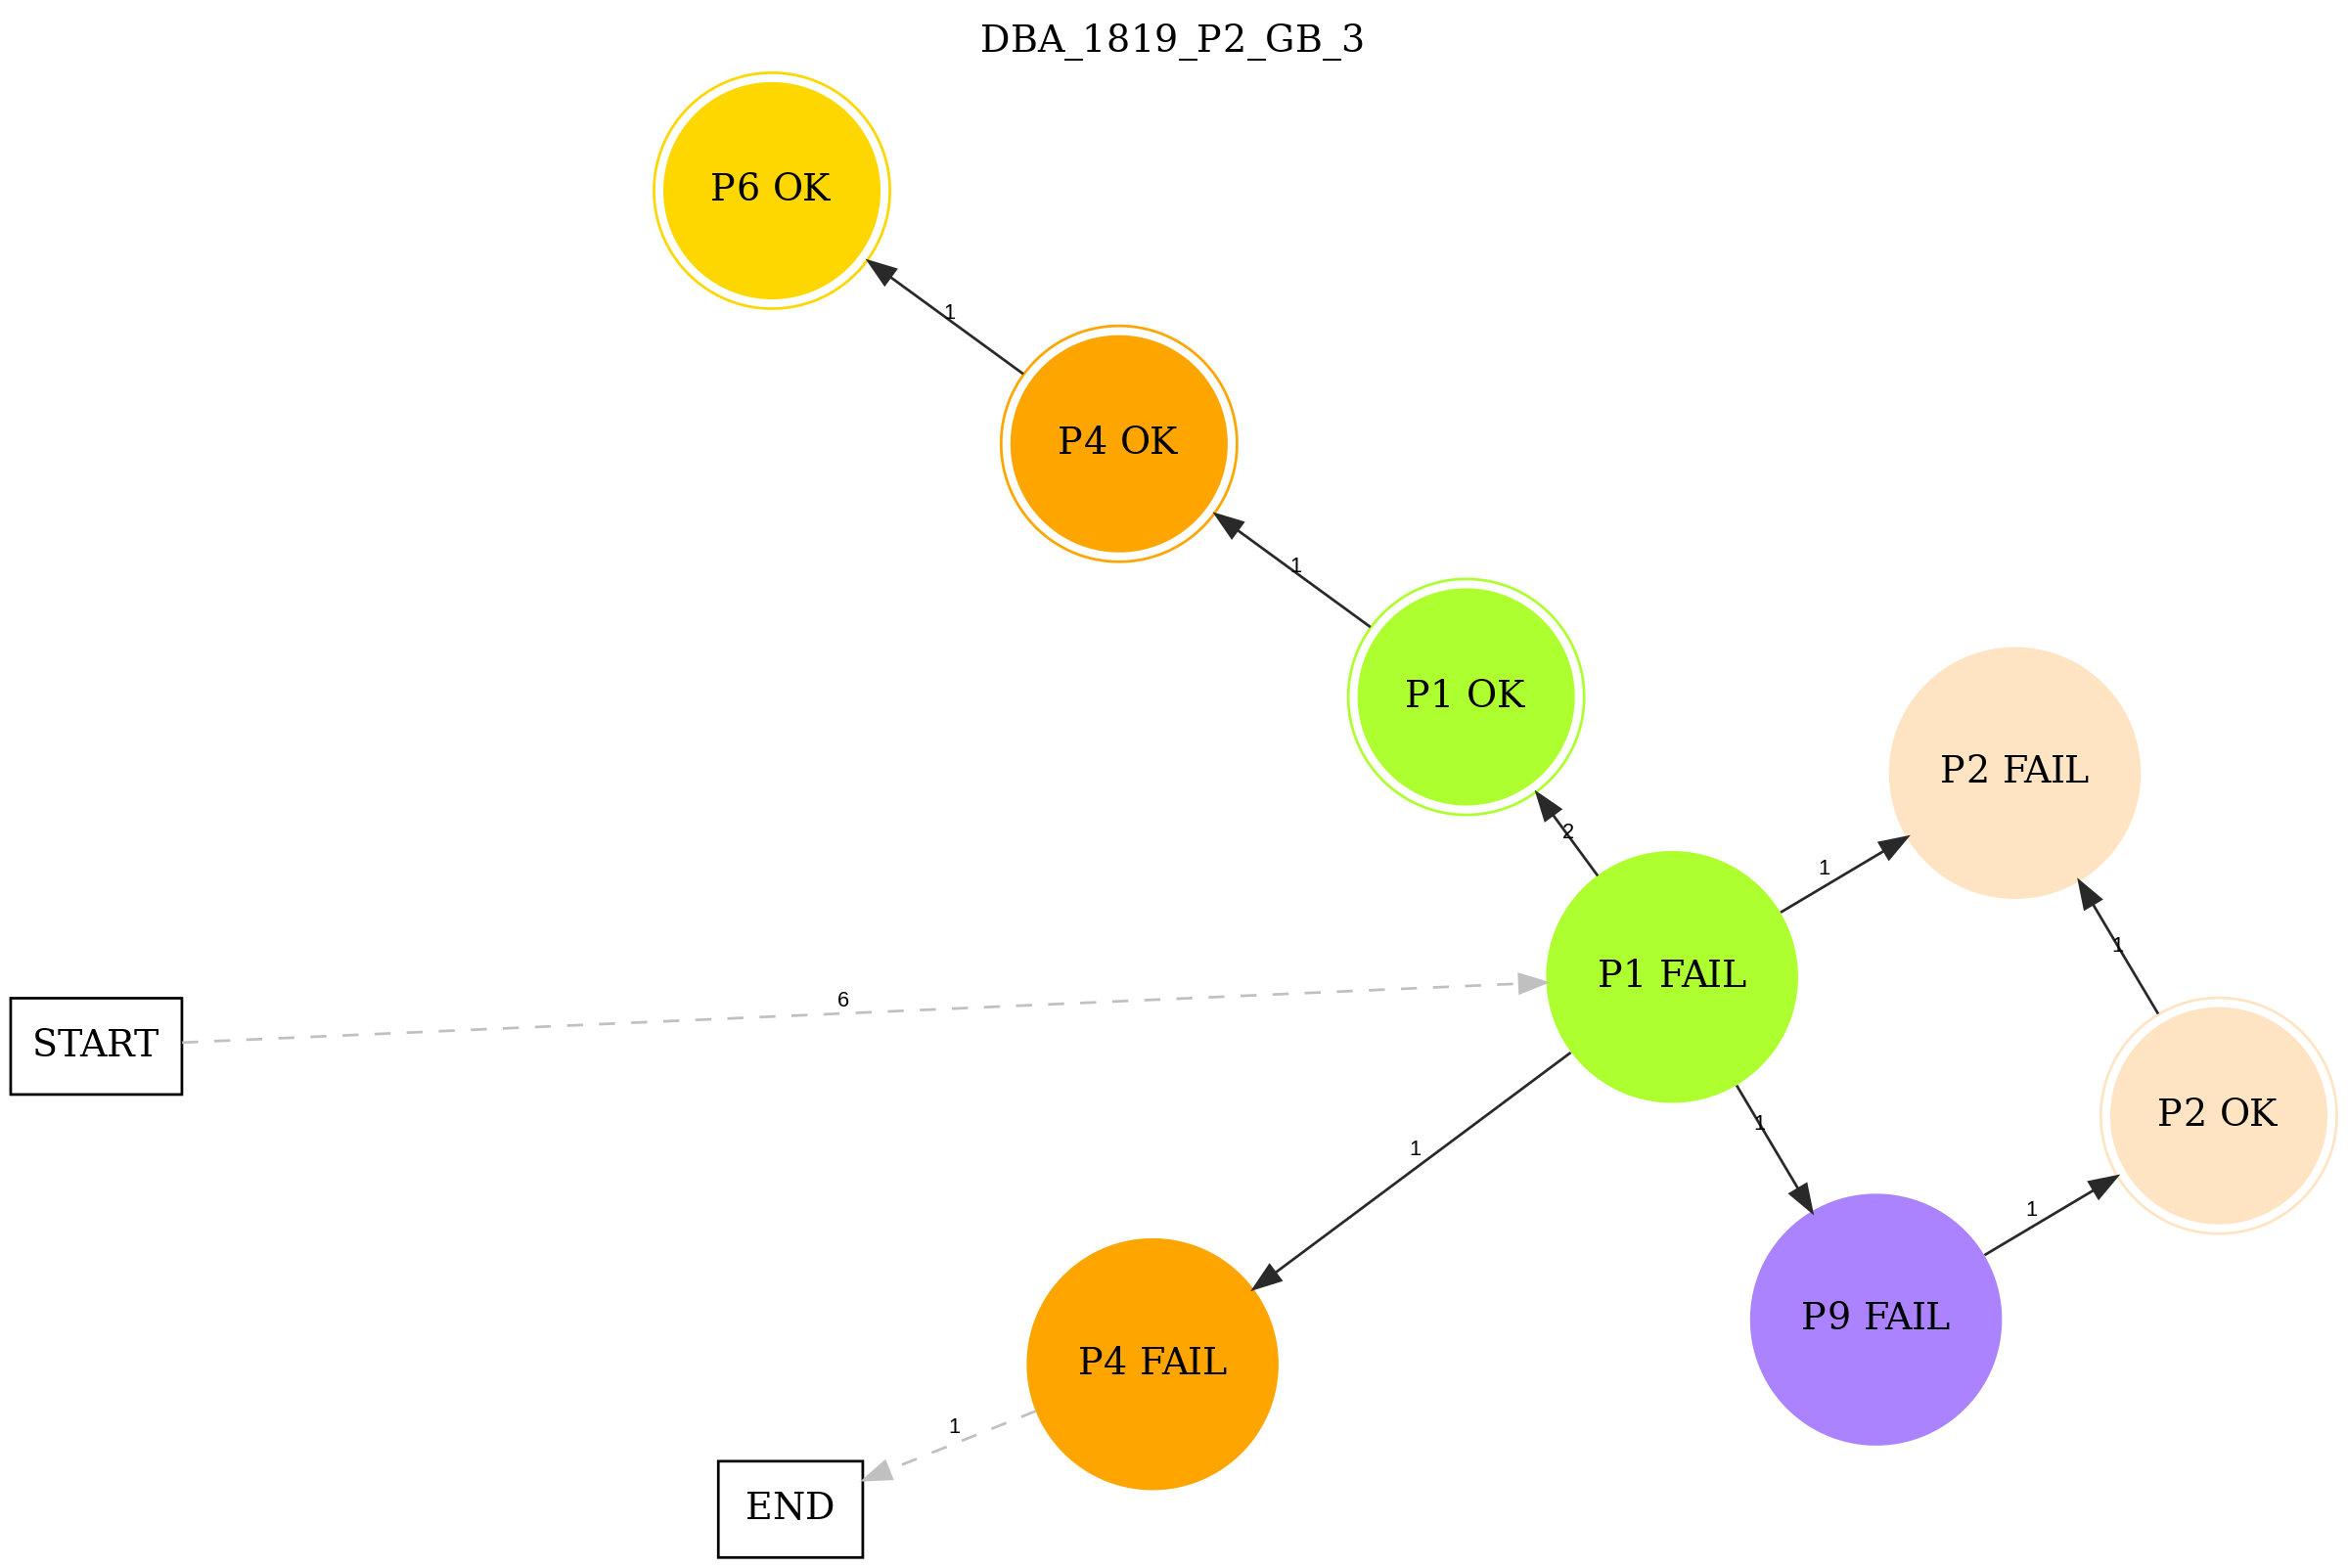 DBA_1819_P2_GB_3
P6 OK
1
P4 OK
1
P1 OK
P2 FAIL
2
1
1
P1 FAIL
6
START
P2 OK
1
1
1
P9 FAIL
P4 FAIL
1
END